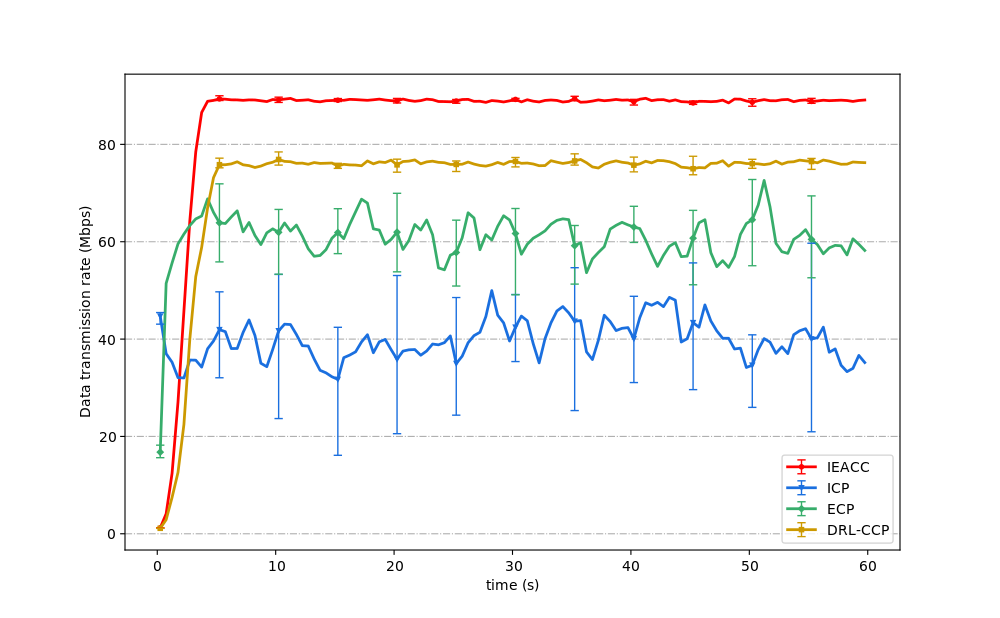 Data transmission rate (Mbps)
80
60
40
20
0
0 10 20 30 40 50 60
time (s)
IEACC
ICP
ECP
DRL-CCP